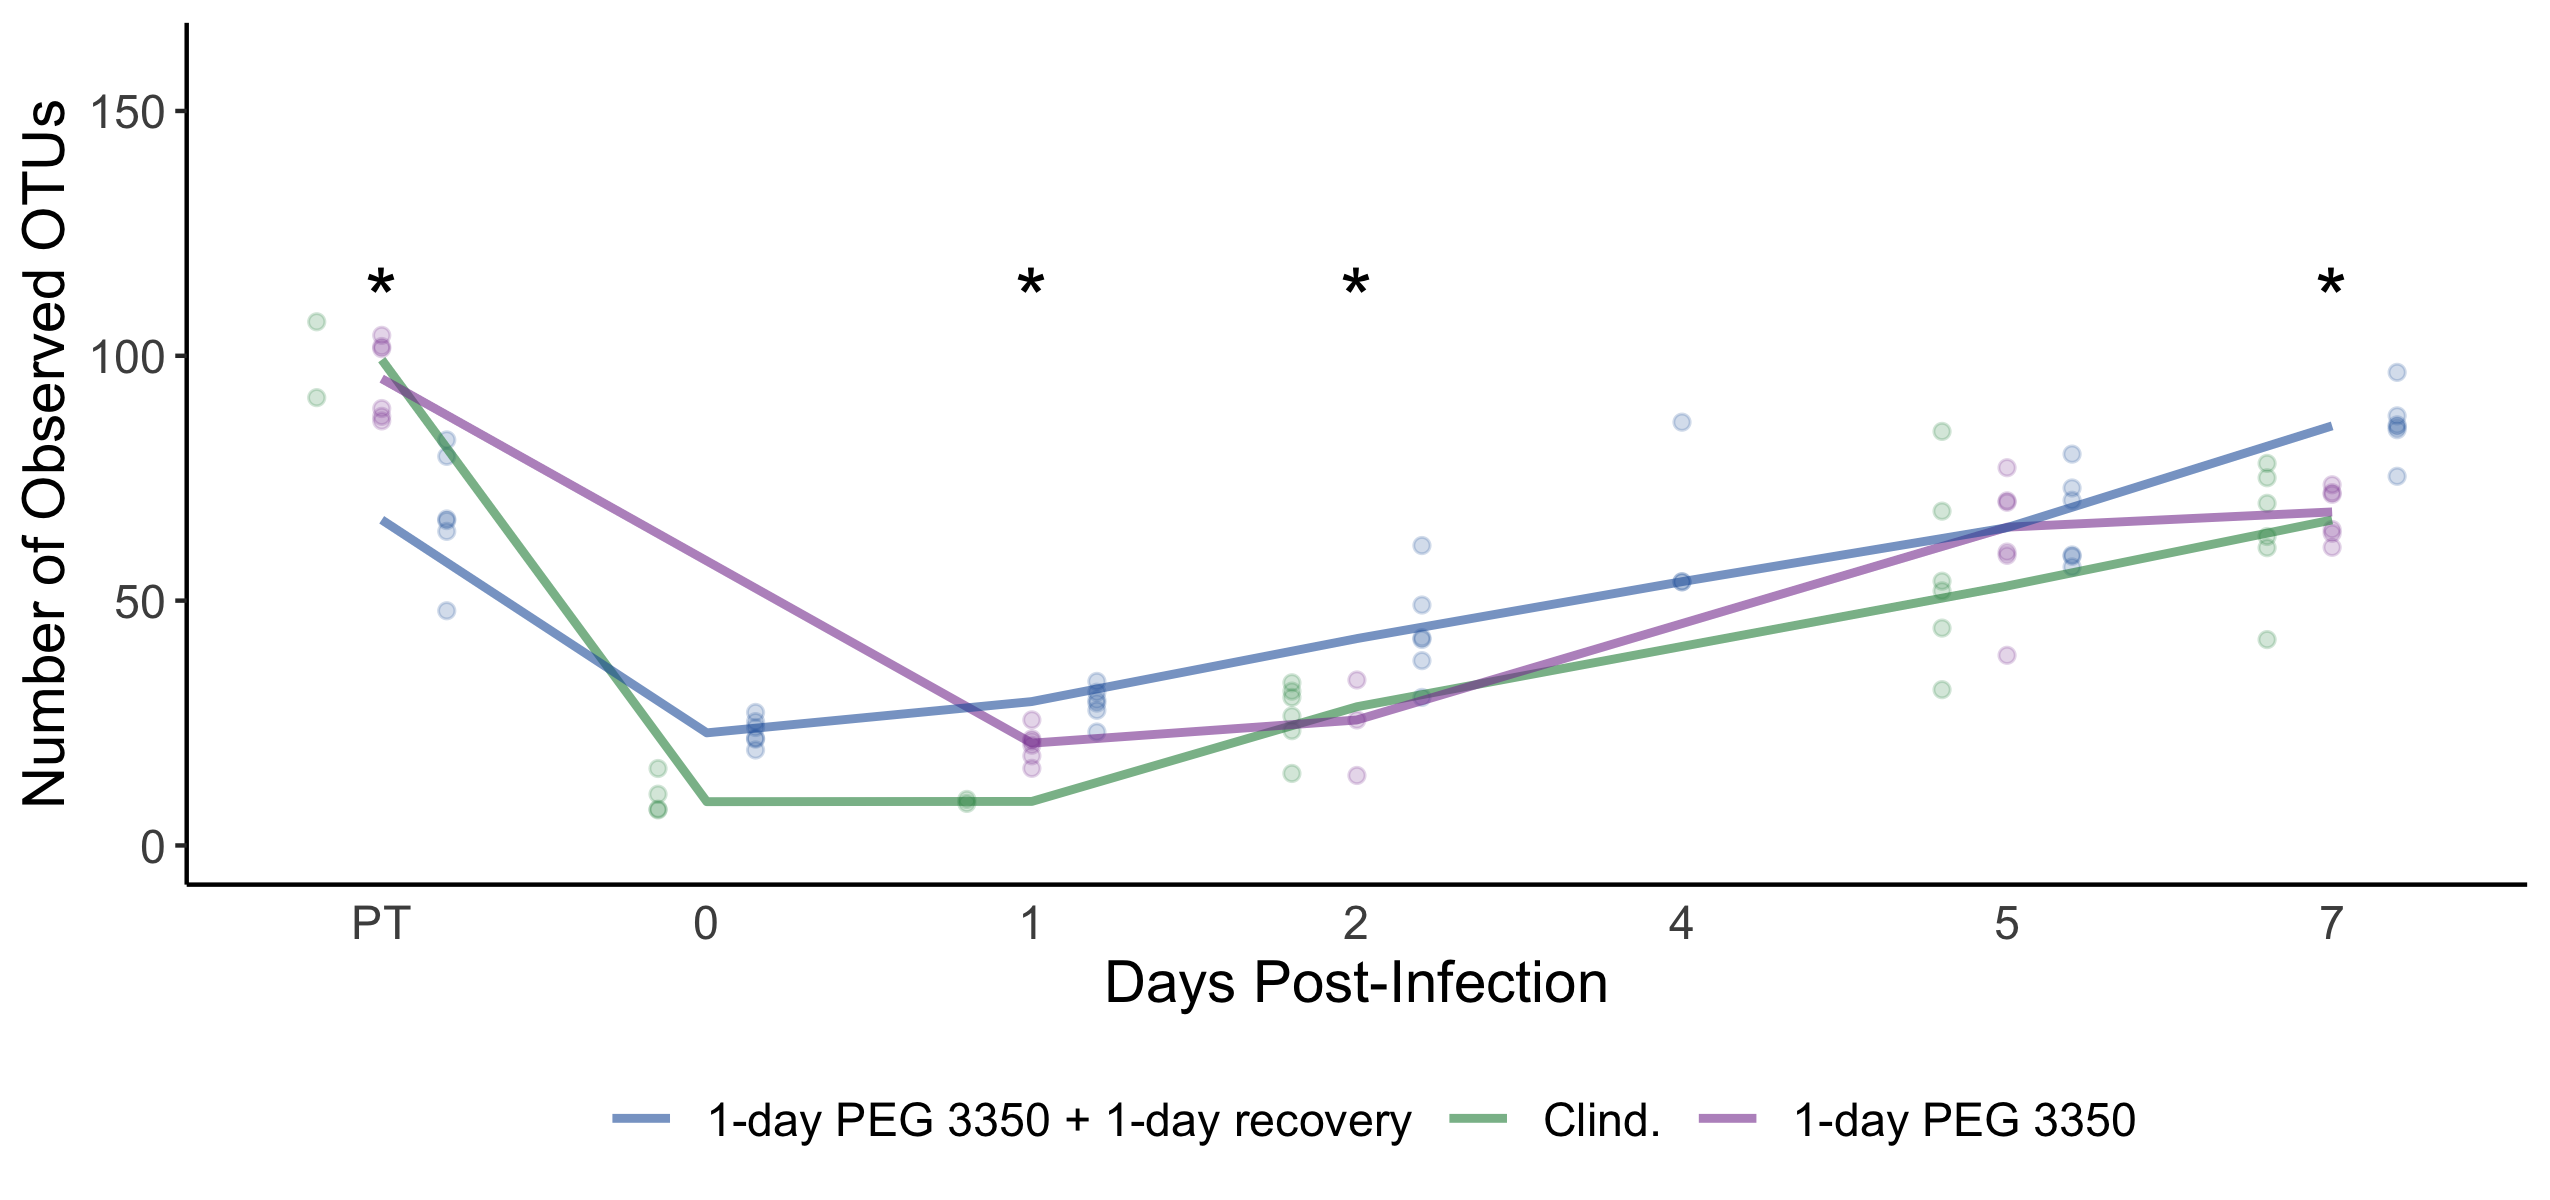 Number of Observed OTUs
150
100
50
0
* * * *
PT 0 1 2 4 5 7
Days Post-Infection
1-day PEG 3350 + 1-day recovery Clind. 1-day PEG 3350